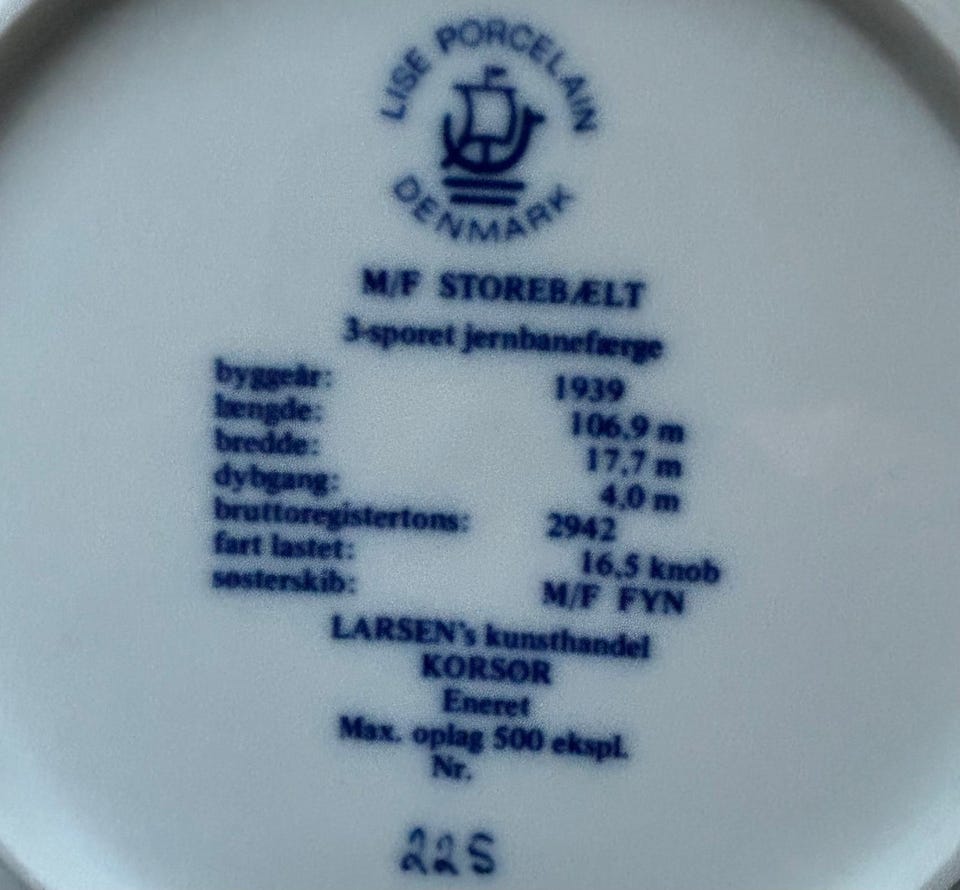 LISE PORCELAIN
DENMARK
M/F STOREBÆLT
3-sporet jernbanefærge
byggeår: 1939
længde: 106,9 m
bredde: 17,7 m
dybgang: 4,0 m
bruttoregistertons: 2942
fart lastet: 16,5 knob
søsterskib: M/F FYN
LARSEN's kunsthandel
KORSØR
Eneret
Max. oplag 500 ekspl.
Nr.
225